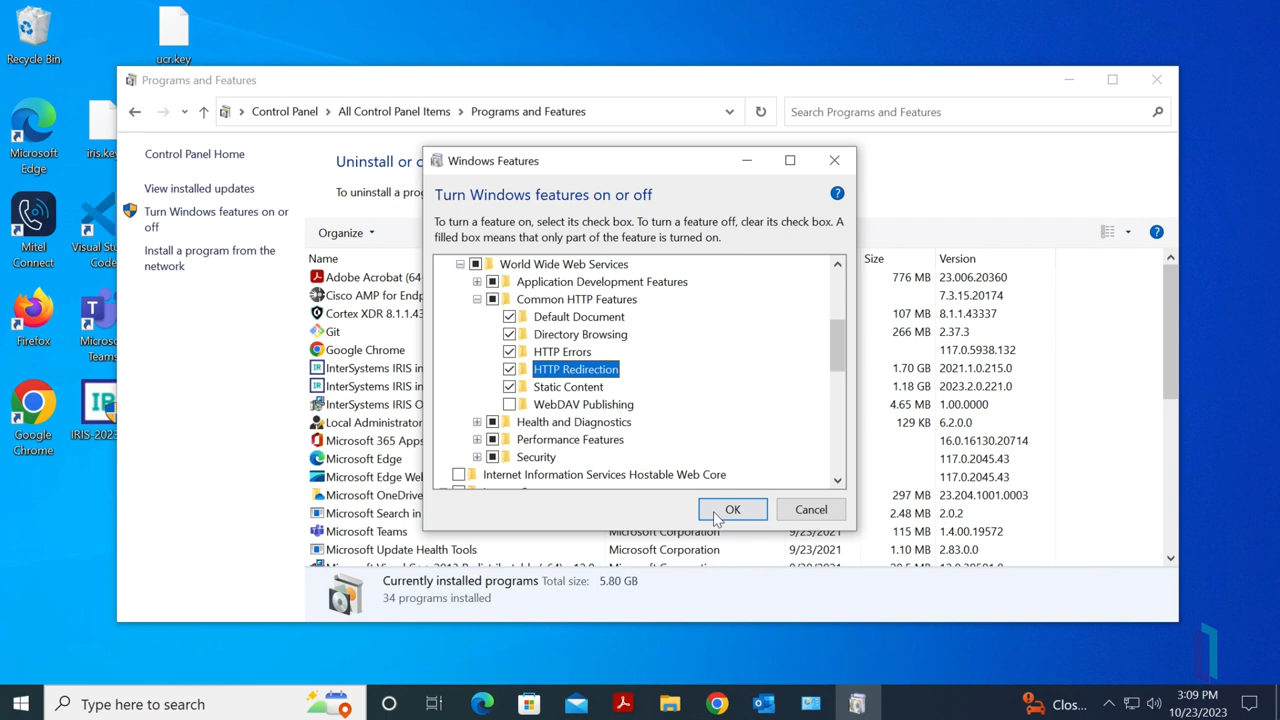 Recycle Bin
ucr.key
Microsoft
Edge
iris.ke
Mitel
Connect
Visual Stu
Code
Firefox
Micros
Teams
Google
Chrome
IRIS-202
Programs and Features
Control Panel > All Control Panel Items > Programs and Features
Search Programs and Features
Control Panel Home
View installed updates
Turn Windows features on or
off
Install a program from the
network
Uninstall or c
To uninstall a pro
Organize
Name
Size
Version
Adobe Acrobat (64-
776 MB
23.006.20360
Cisco AMP for Endp
7.3.15.20174
Cortex XDR 8.1.1.43
107 MB
8.1.1.43337
Git
266 MB
2.37.3
Google Chrome
117.0.5938.132
InterSystems IRIS in
1.70 GB
2021.1.0.215.0
InterSystems IRIS in
1.18 GB
2023.2.0.221.0
InterSystems IRIS O
4.65 MB
1.00.0000
Local Administrator
129 KB
6.2.0.0
Microsoft 365 Apps
16.0.16130.20714
Microsoft Edge
117.0.2045.43
Microsoft Edge Web
117.0.2045.43
Microsoft OneDrive
297 MB
23.204.1001.0003
Microsoft Search in
2.48 MB
2.0.2
Microsoft Teams
Microsoft Corporation
9/23/2021
115 MB
1.4.00.19572
Microsoft Update Health Tools
Microsoft Corporation
9/23/2021
1.10 MB
2.83.0.0
Currently installed programs Total size: 5.80 GB
34 programs installed
Windows Features
Turn Windows features on or off
To turn a feature on, select its check box. To turn a feature off, clear its check box. A
filled box means that only part of the feature is turned on.
World Wide Web Services
Application Development Features
Common HTTP Features
Default Document
Directory Browsing
HTTP Errors
HTTP Redirection
Static Content
WebDAV Publishing
Health and Diagnostics
Performance Features
Security
Internet Information Services Hostable Web Core
OK
Cancel
Type here to search
Clos...
3:09 PM
10/23/2023